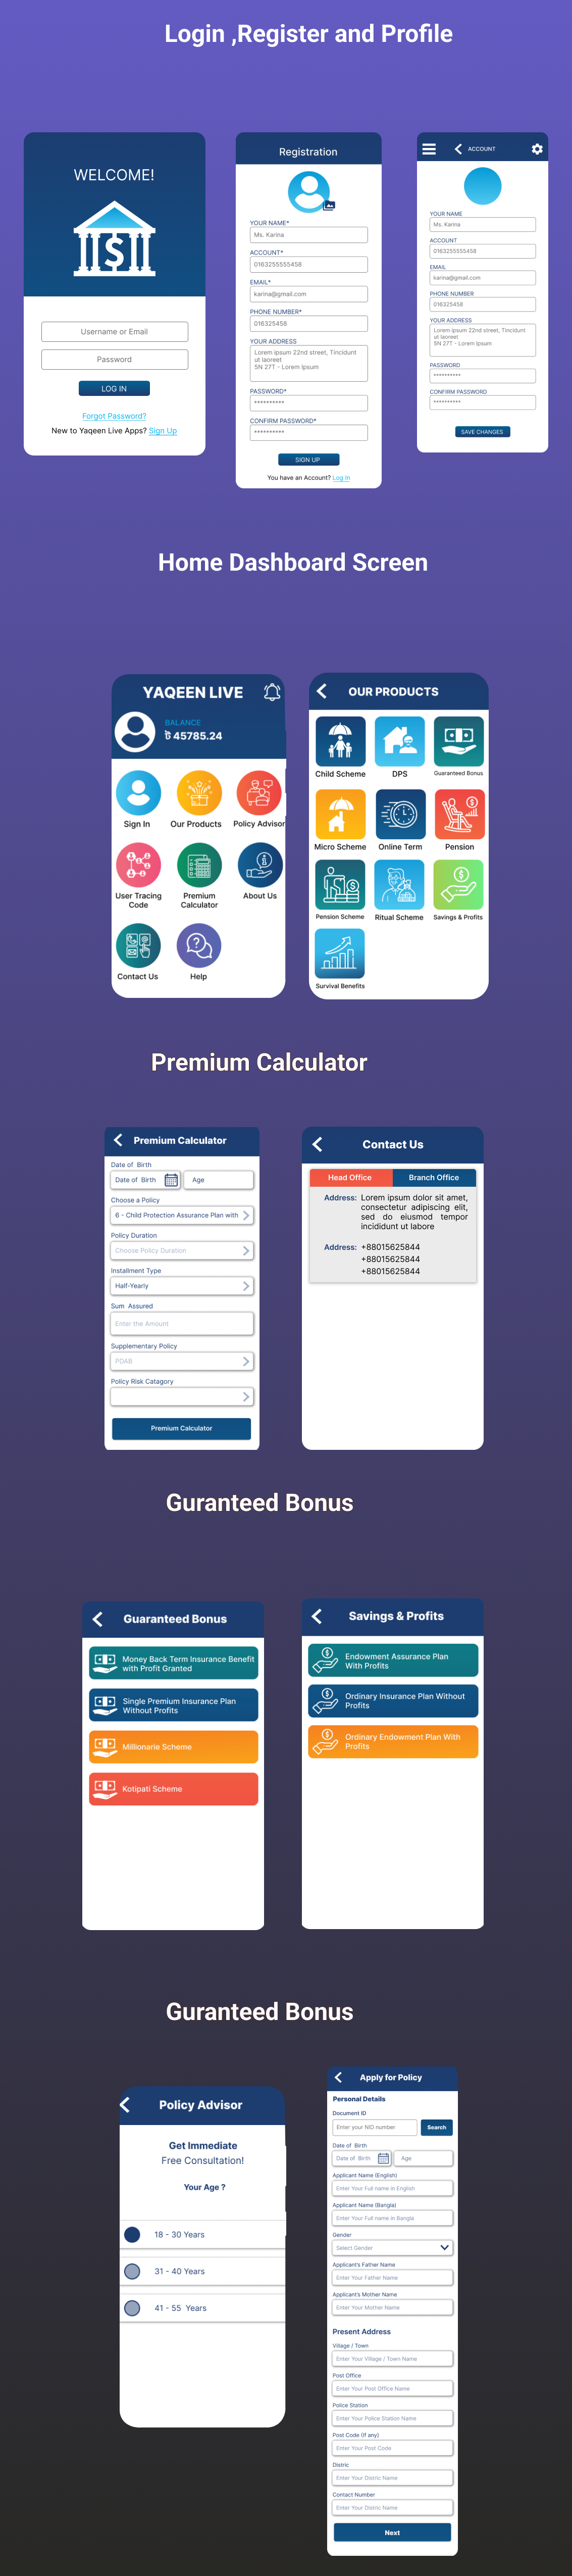 Login ,Register and Profile
WELCOME!
$
Username or Email
Password
LOG IN
Forgot Password?
New to Yaqeen Live Apps? Sign Up
Registration
YOUR NAME*
Ms. Karina
ACCOUNT*
0163255555458
EMAIL*
karina@gmail.com
PHONE NUMBER*
016325458
YOUR ADDRESS
Lorem ipsum 22nd street, Tincidunt
ut laoreet
5N 27T - Lorem Ipsum
PASSWORD*
**********
CONFIRM PASSWORD*
**********
SIGN UP
You have an Account? Log In
ACCOUNT
YOUR NAME
Ms. Karina
ACCOUNT
0163255555458
EMAIL
karina@gmail.com
PHONE NUMBER
016325458
YOUR ADDRESS
Lorem ipsum 22nd street, Tincidunt
ut laoreet
5N 27T - Lorem Ipsum
PASSWORD
**********
CONFIRM PASSWORD
**********
SAVE CHANGES
Home Dashboard Screen
YAQEEN LIVE
BALANCE
৳ 45785.24
Sign In
Our Products
Policy Advisor
User Tracing
Code
Premium
Calculator
About Us
Contact Us
Help
OUR PRODUCTS
Child Scheme
DPS
Guaranteed Bonus
Micro Scheme
Online Term
Pension
Pension Scheme
Ritual Scheme
Savings & Profits
Survival Benefits
Premium Calculator
Premium Calculator
Date of Birth
Date of Birth
Age
Choose a Policy
6 - Child Protection Assurance Plan with
Policy Duration
Choose Policy Duration
Installment Type
Half-Yearly
Sum Assured
Enter the Amount
Supplementary Policy
PDAB
Policy Risk Catagory
Premium Calculator
Contact Us
Head Office
Branch Office
Address: Lorem ipsum dolor sit amet,
consectetur adipiscing elit,
sed do eiusmod tempor
incididunt ut labore
Address: +88015625844
+88015625844
+88015625844
Guranteed Bonus
Guaranteed Bonus
Money Back Term Insurance Benefit
with Profit Granted
Single Premium Insurance Plan
Without Profits
Millionarie Scheme
Kotipati Scheme
Savings & Profits
Endowment Assurance Plan
With Profits
Ordinary Insurance Plan Without
Profits
Ordinary Endowment Plan With
Profits
Guranteed Bonus
Policy Advisor
Get Immediate
Free Consultation!
Your Age ?
18 - 30 Years
31 - 40 Years
41 - 55 Years
Apply for Policy
Personal Details
Document ID
Enter your NID number
Search
Date of Birth
Date of Birth
Age
Applicant Name (English)
Enter Your Full name in English
Applicant Name (Bangla)
Enter Your Full name in Bangla
Gender
Select Gender
Applicant's Father Name
Enter Your Father Name
Applicant's Mother Name
Enter Your Mother Name
Present Address
Village / Town
Enter Your Village / Town Name
Post Office
Enter Your Post Office Name
Police Station
Enter Your Police Station Name
Post Code (If any)
Enter Your Post Code
Distric
Enter Your Distric Name
Contact Number
Enter Your Distric Name
Next